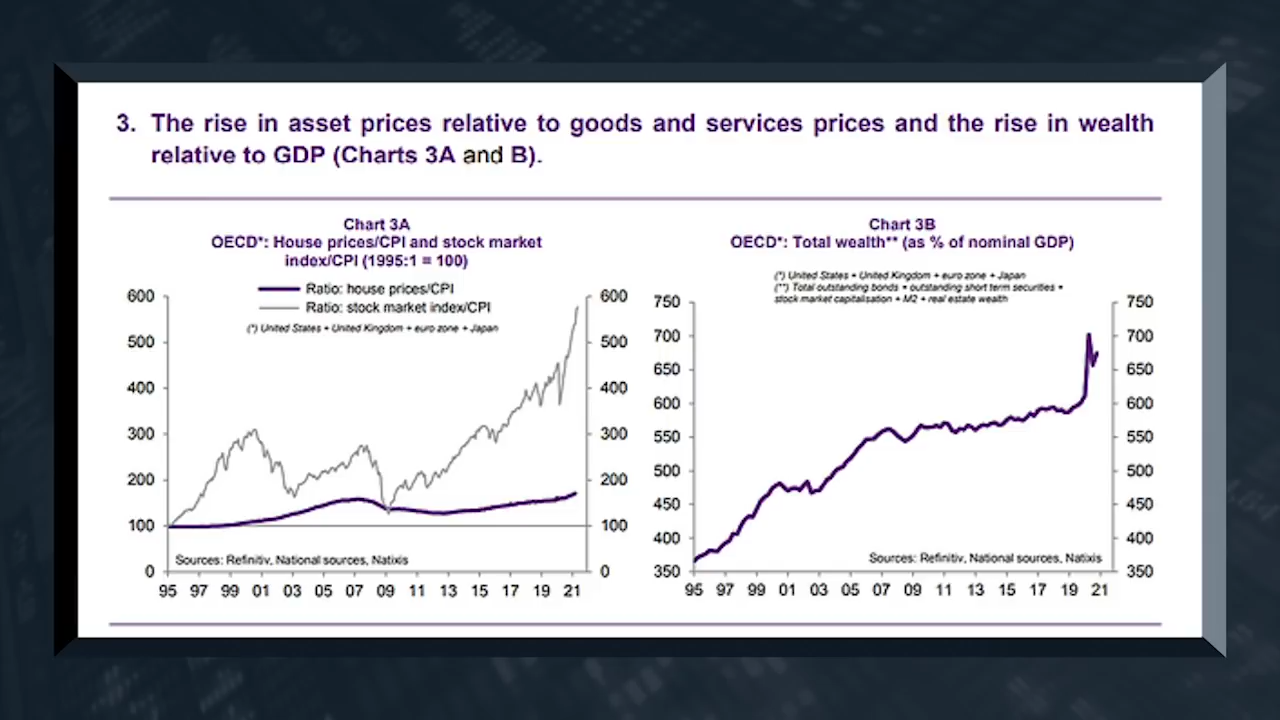 3. The rise in asset prices relative to goods and services prices and the rise in wealth
relative to GDP (Charts 3A and B).
Chart 3A
OECD*: House prices/CPI and stock market
index/CPI (1995:1 = 100)
Ratio: house prices/CPI
Ratio: stock market index/CPI
(*) United States + United Kingdom + euro zone + Japan
600 600
500 500
400 400
300 300
200 200
100 100
0 0
Sources: Refinitiv, National sources, Natixis
95 97 99 01 03 05 07 09 11 13 15 17 19 21
Chart 3B
OECD*: Total wealth** (as % of nominal GDP)
(*) United States + United Kingdom + euro zone + Japan
(**) Total outstanding bonds + outstanding short term securities +
stock market capitalisation + M2 + real estate wealth
750 750
700 700
650 650
600 600
550 550
500 500
450 450
400 400
350 350
Sources: Refinitiv, National sources, Natixis
95 97 99 01 03 05 07 09 11 13 15 17 19 21